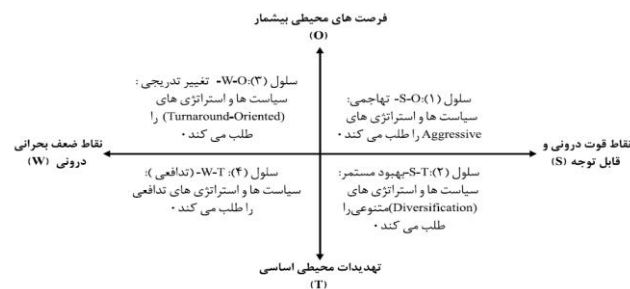 فرصت های محیطی بیشمار
(O)
سلول (۳):W-O- تغییر تدریجی :
سیاست ها و استراتژی های
(Turnaround-Oriented) را
طلب می کند ·
سلول (۱):S-O- تهاجمی:
سیاست ها و استراتژی های
Aggressive را طلب می کند ·
نقاط ضعف بحرانی
درونی (W)
نقاط قوت درونی و
قابل توجه (S)
سلول (۴): W-T- (تدافعی ):
سیاست ها و استراتژی های تدافعی
را طلب می کند ·
سلول (۲):S-T-بهبود مستمر:
سیاست ها و استراتژی های
(Diversification)متنوعی را
طلب می کند ·
تهدیدات محیطی اساسی
(T)